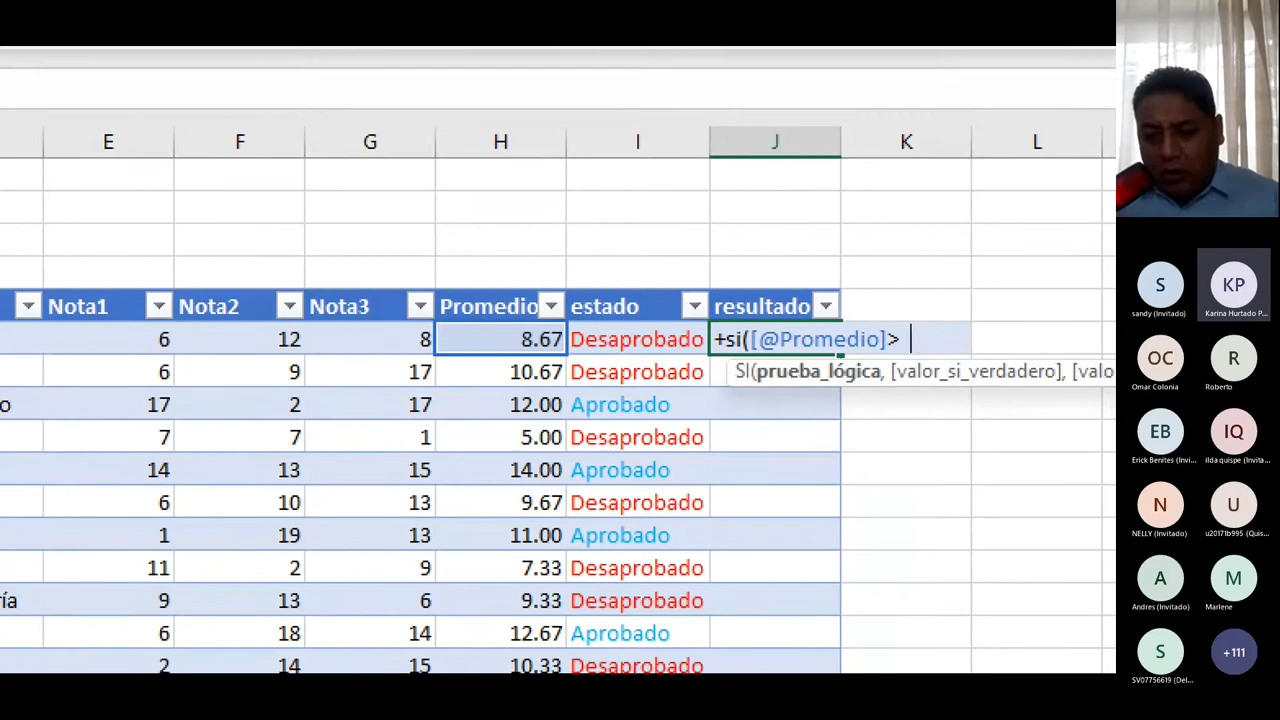 E F G H I J K L
Nota1 Nota2 Nota3 Promedio estado resultado
6 12 8 8.67 Desaprobado +si([@Promedio]>
SI(prueba_lógica, [valor_si_verdadero], [valo
6 9 17 10.67 Desaprobado
o 17 2 17 12.00 Aprobado
7 7 1 5.00 Desaprobado
14 13 15 14.00 Aprobado
6 10 13 9.67 Desaprobado
1 19 13 11.00 Aprobado
11 2 9 7.33 Desaprobado
ría 9 13 6 9.33 Desaprobado
6 18 14 12.67 Aprobado
2 14 15 10.33 Desaprobado
S KP
sandy (Invitado) Karina Hurtado P...
OC R
Omar Colonia Roberto
EB IQ
Erick Benites (Invi... ilda quispe (Invita...
N U
NELLY (Invitado) u20171b995 (Quis...
A M
Andres (Invitado) Marlene
S +111
SV07756619 (Del...